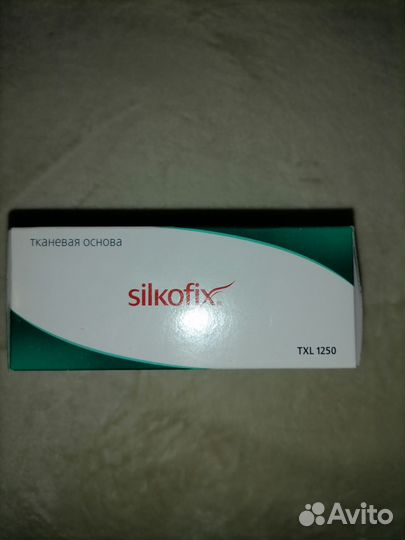 тканевая основа
silkofix®
TXL 1250
Avito